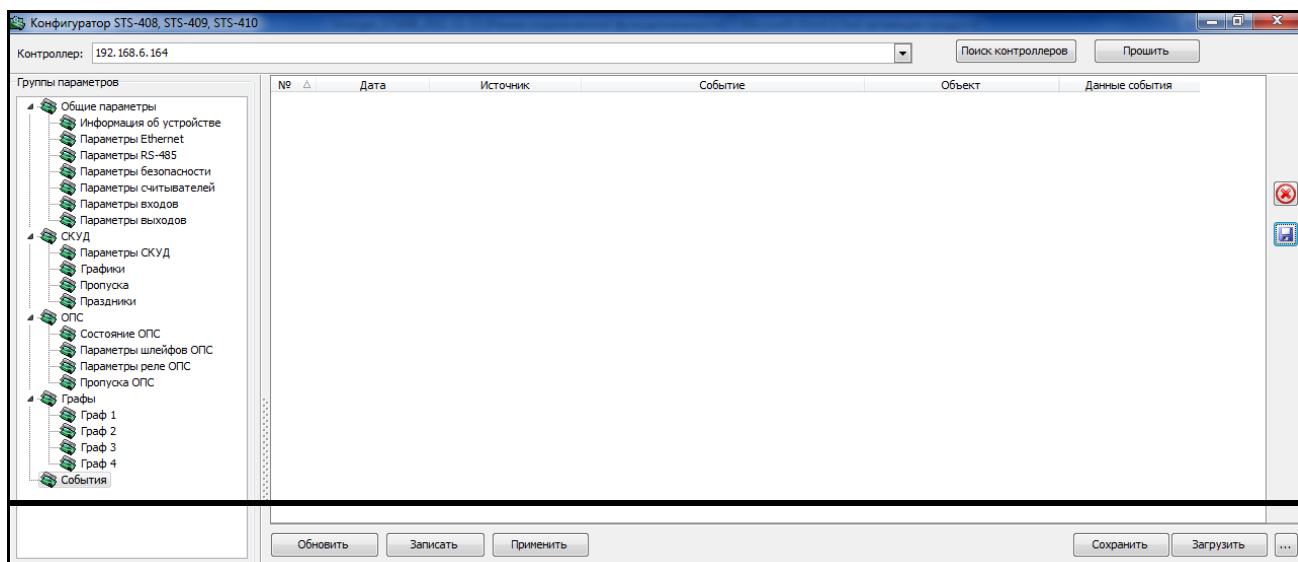 Конфигуратор STS-408, STS-409, STS-410
Контроллер: 192.168.6.164 Поиск контроллеров Прошить
Группы параметров
№ Дата Источник Событие Объект Данные события
Общие параметры
Информация об устройстве
Параметры Ethernet
Параметры RS-485
Параметры безопасности
Параметры считывателей
Параметры входов
Параметры выходов
СКУД
Параметры СКУД
Графики
Пропуска
Праздники
ОПС
Состояние ОПС
Параметры шлейфов ОПС
Параметры реле ОПС
Пропуска ОПС
Графы
Граф 1
Граф 2
Граф 3
Граф 4
События
Обновить Записать Применить Сохранить Загрузить ...